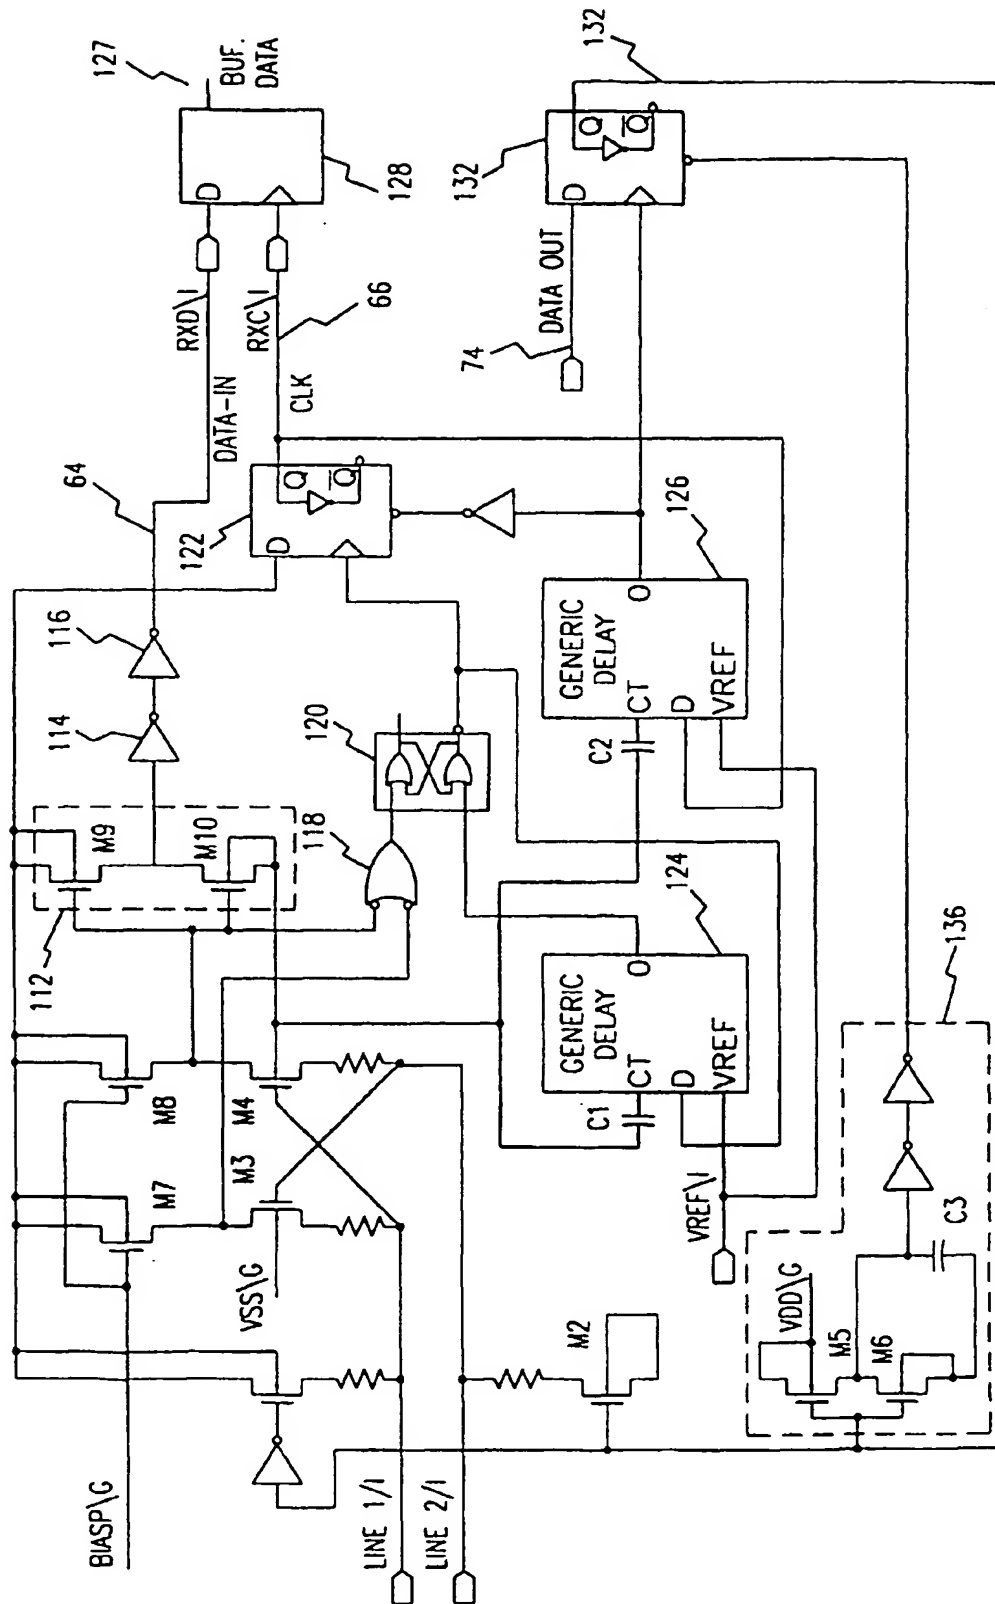 BIASP\G
LINE 1/I
LINE 2/I
VSS\G
M7
M8
M3
M4
M2
112
M9
M10
114
116
64
DATA-IN
RXD\I
RXC\I
CLK
66
127
BUF.
DATA
D
128
118
120
122
D
Q
Q
C1
GENERIC
DELAY
CT
D
VREF
O
124
VREF\I
C2
GENERIC
DELAY
CT
D
VREF
O
126
74
DATA OUT
132
D
Q
Q
132
VDD\G
M5
M6
C3
136